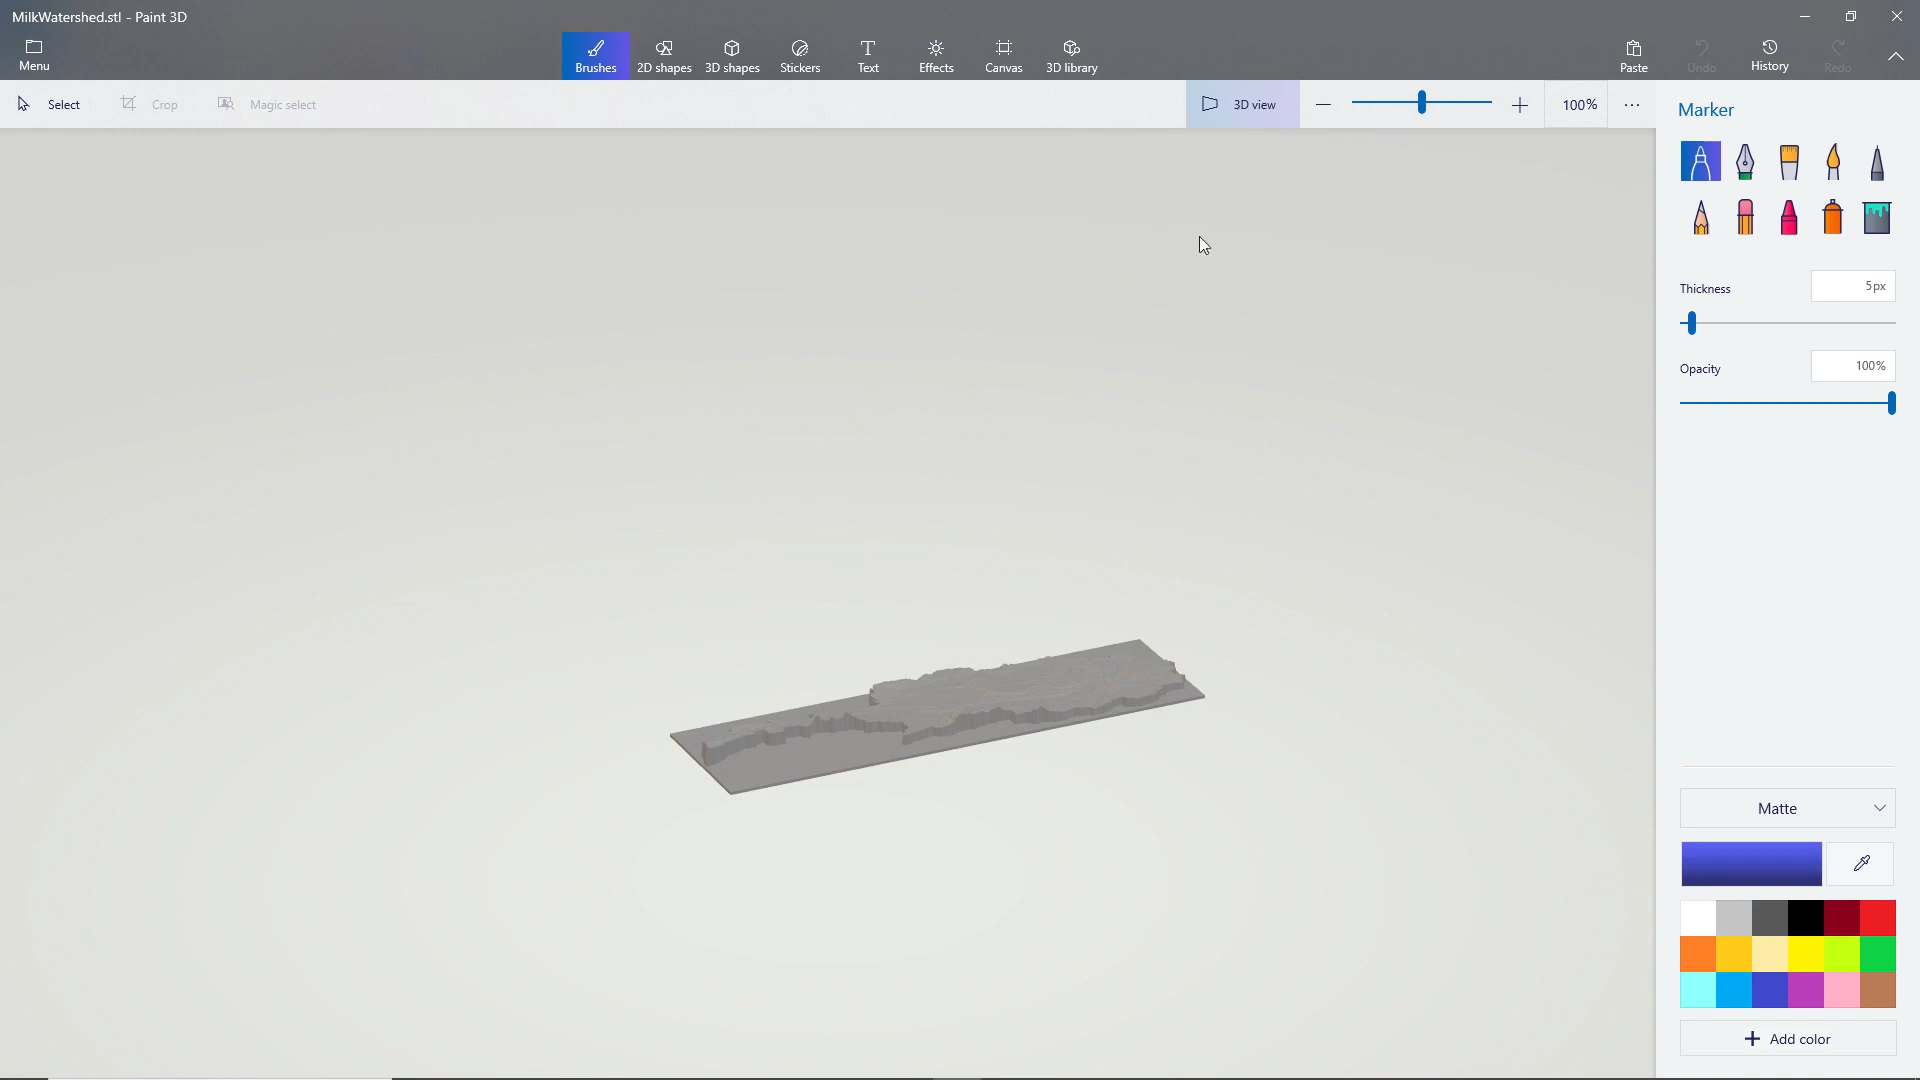 MilkWatershed.stl - Paint 3D
Menu
Brushes
2D shapes
3D shapes
Stickers
Text
Effects
Canvas
3D library
Paste
Undo
History
Redo
Select
Crop
Magic select
3D view
100%
Marker
Thickness
5px
Opacity
100%
Matte
Add color